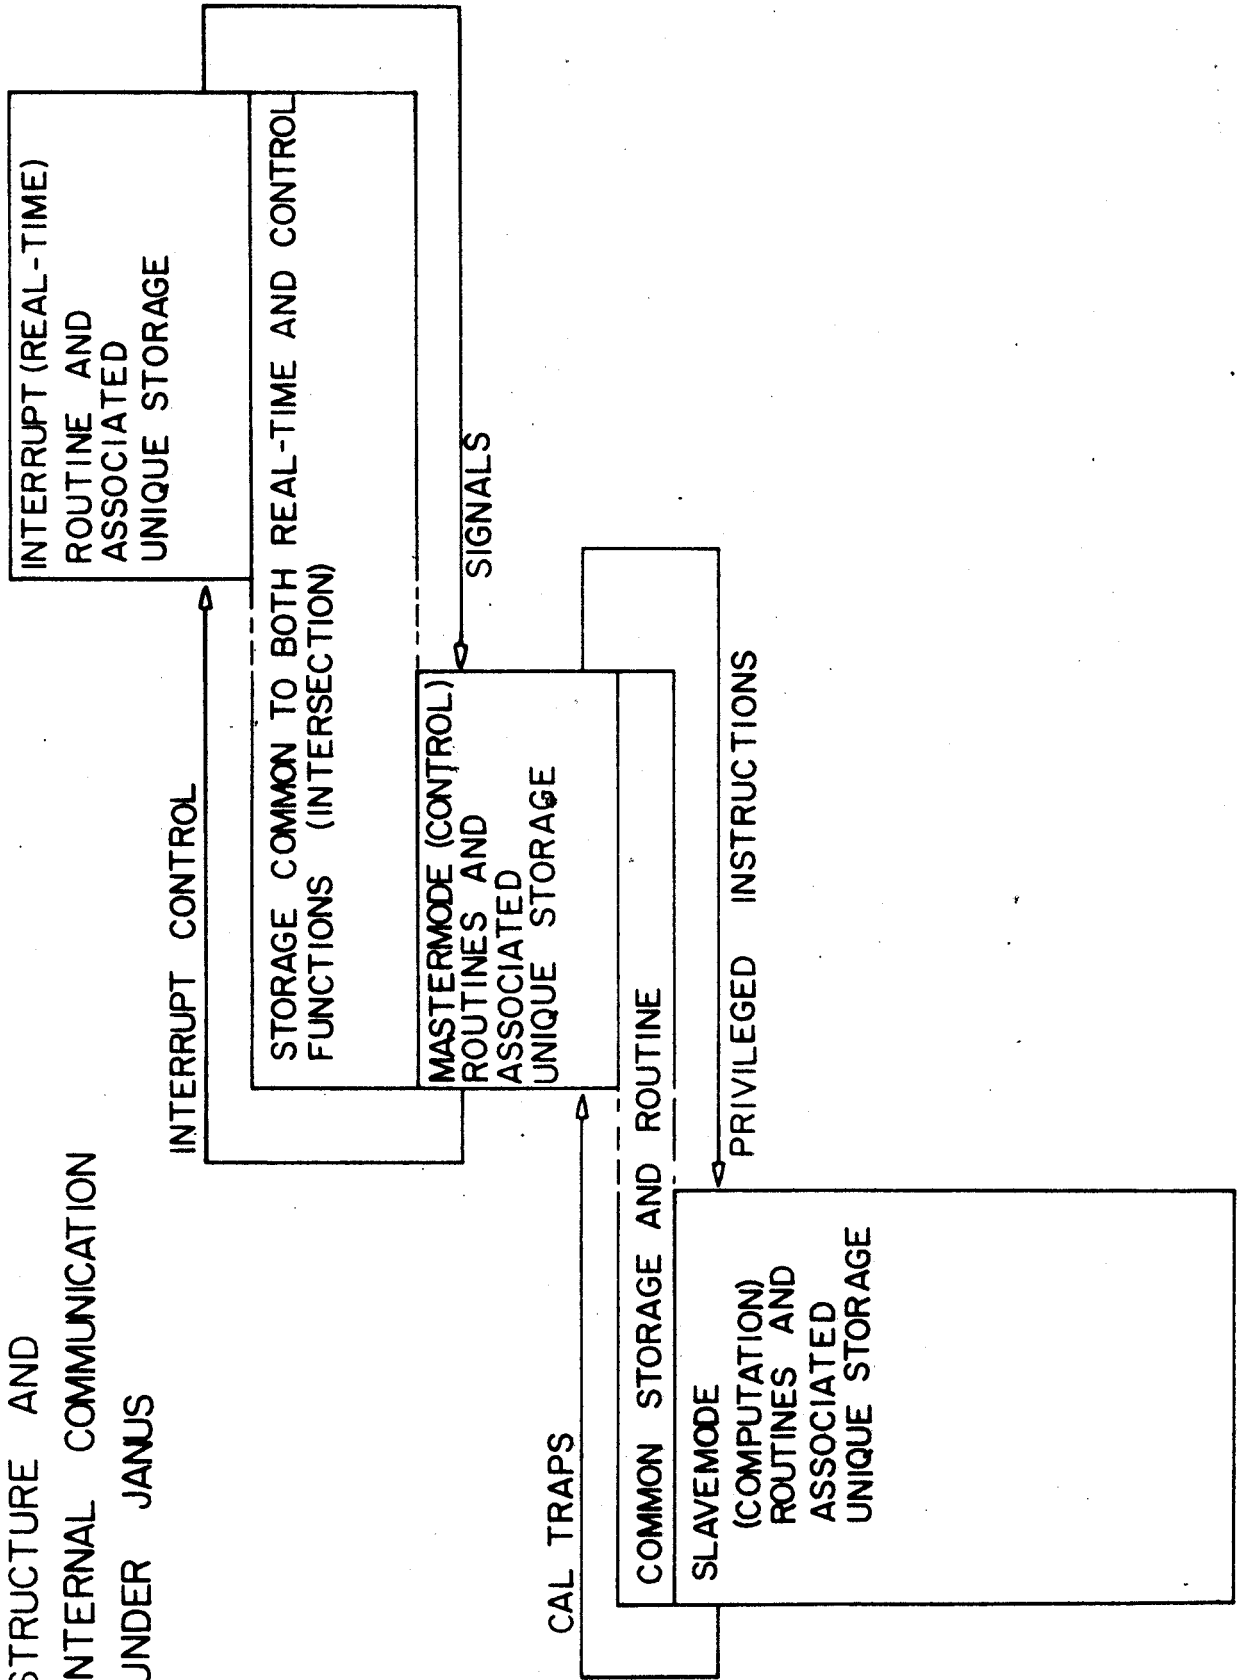 STRUCTURE AND
NTERNAL COMMUNICATION
UNDER JANUS
INTERRUPT CONTROL
INTERRUPT (REAL-TIME)
ROUTINE AND
ASSOCIATED
UNIQUE STORAGE
STORAGE COMMON TO BOTH REAL-TIME AND CONTROL
FUNCTIONS (INTERSECTION)
MASTERMODE (CONTROL)
ROUTINES AND
ASSOCIATED
UNIQUE STORAGE
SIGNALS
CAL TRAPS
COMMON STORAGE AND ROUTINE
SLAVEMODE
(COMPUTATION)
ROUTINES AND
ASSOCIATED
UNIQUE STORAGE
PRIVILEGED INSTRUCTIONS